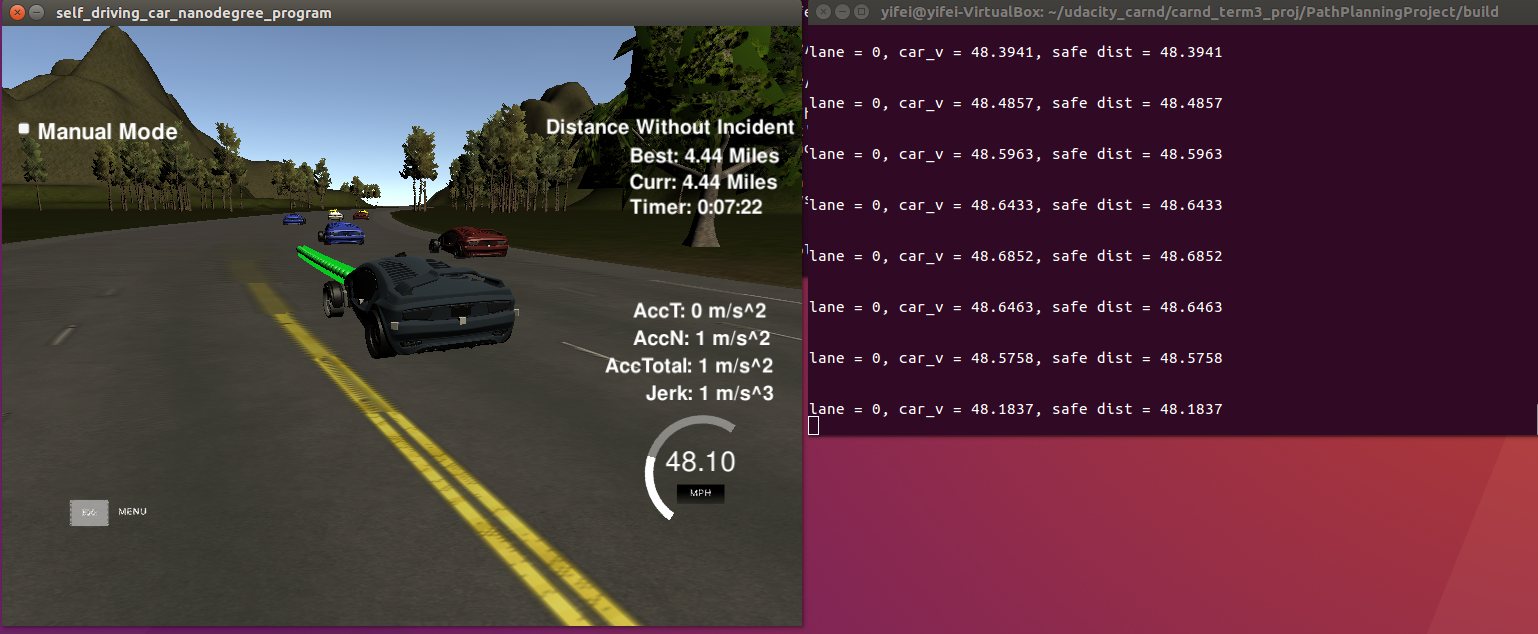 self_driving_car_nanodegree_program
Manual Mode
Distance Without Incident
Best: 4.44 Miles
Curr: 4.44 Miles
Timer: 0:07:22
AccT: 0 m/s^2
AccN: 1 m/s^2
AccTotal: 1 m/s^2
Jerk: 1 m/s^3
48.10
MPH
MENU
yifei@yifei-VirtualBox: ~/udacity_carnd/carnd_term3_proj/PathPlanningProject/build
lane = 0, car_v = 48.3941, safe dist = 48.3941
lane = 0, car_v = 48.4857, safe dist = 48.4857
lane = 0, car_v = 48.5963, safe dist = 48.5963
lane = 0, car_v = 48.6433, safe dist = 48.6433
lane = 0, car_v = 48.6852, safe dist = 48.6852
lane = 0, car_v = 48.6463, safe dist = 48.6463
lane = 0, car_v = 48.5758, safe dist = 48.5758
lane = 0, car_v = 48.1837, safe dist = 48.1837